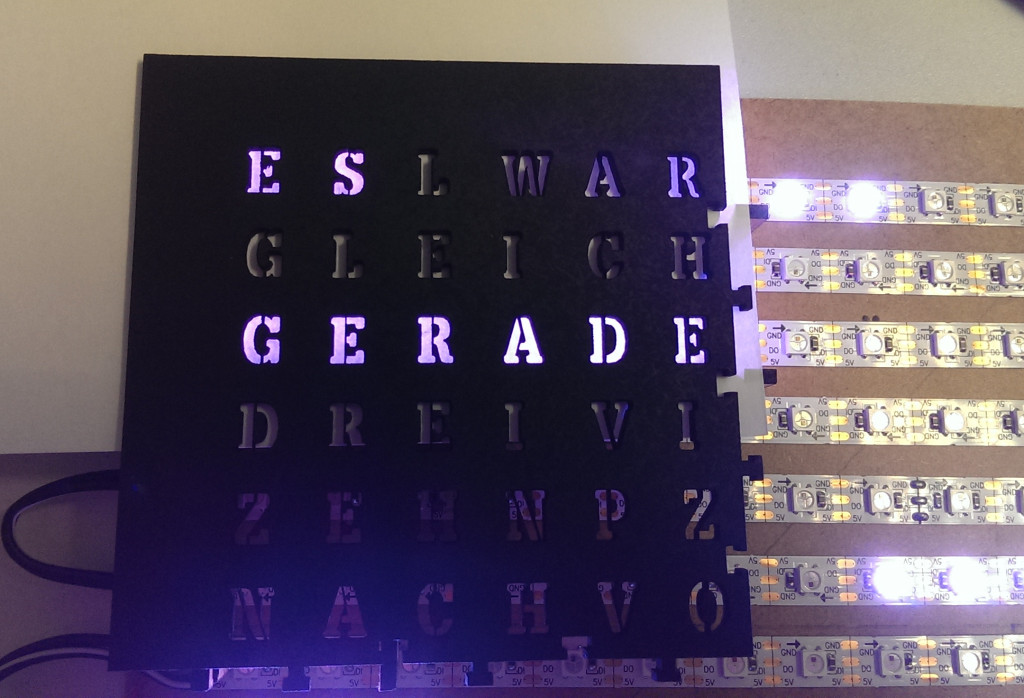 ESLWAR
GLEICH
GERADE
DREIVI
ZEHNPZ
NACHVO